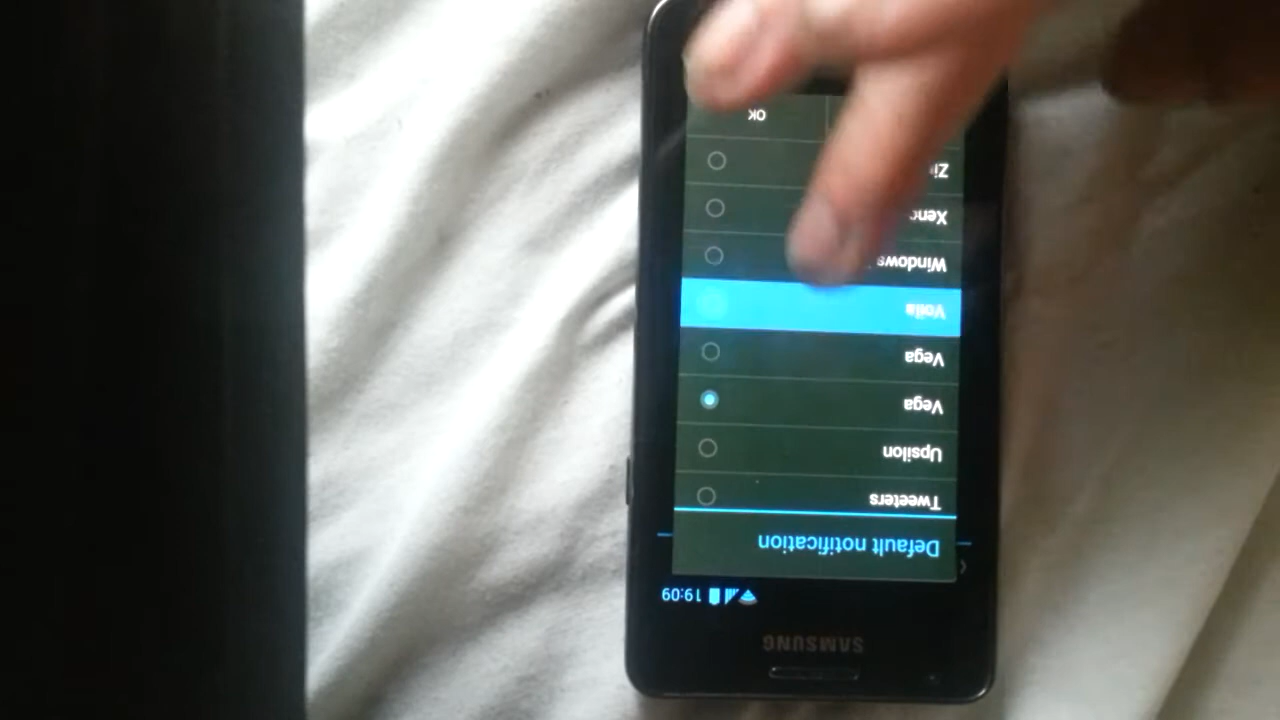 SAMSUNG
19:09
Default notification
Tweeters
Upsilon
Vega
Vega
Voila
Windows
OK